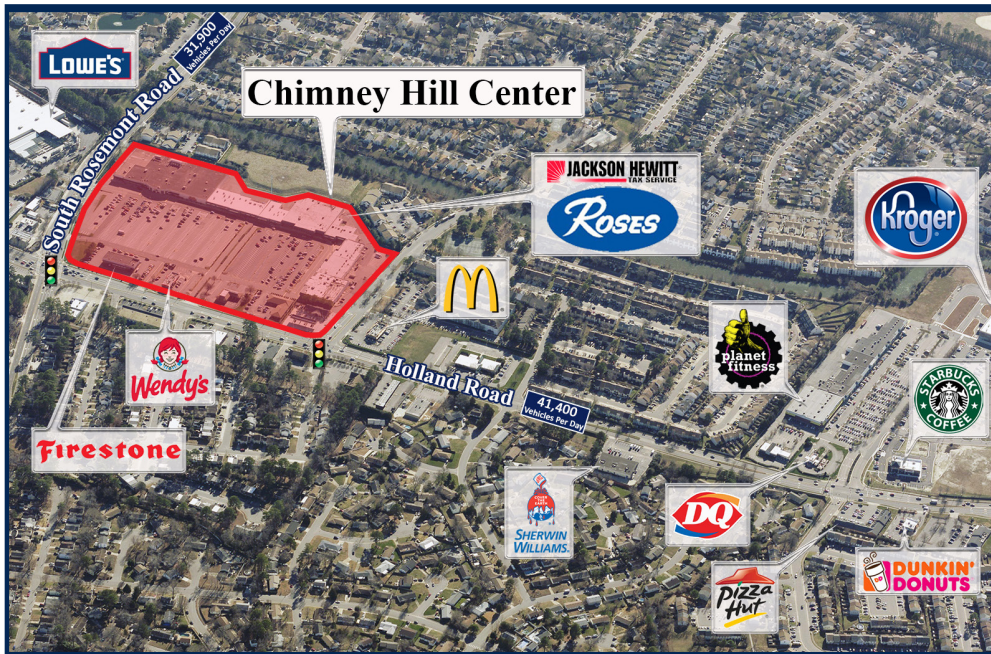 LOWE'S
31,900
Vehicles Per Day
South Rosemont Road
Chimney Hill Center
JACKSON HEWITT
TAX SERVICE
ROSES
Kroger
Wendy's
Firestone
planet
fitness
STARBUCKS
COFFEE
Holland Road
41,400
Vehicles Per Day
SHERWIN
WILLIAMS.
DQ
Pizza
Hut
DUNKIN'
DONUTS